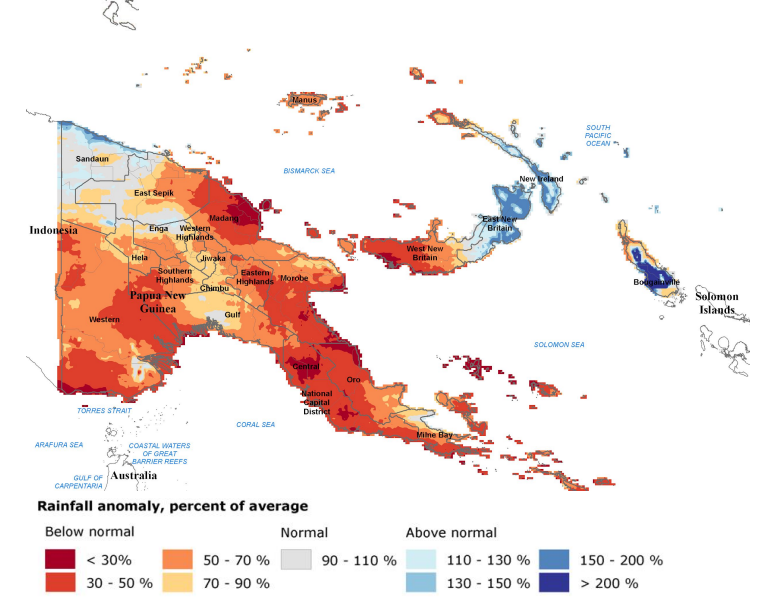 Manus
SOUTH
PACIFIC
OCEAN
Sandaun
BISMARCK SEA
New Ireland
East Sepik
Madang
East New
Britain
Indonesia
Enga
Western
Highlands
West New
Britain
Hela
Jiwaka
Southern
Highlands
Eastern
Highlands
Morobe
Bougainville
Chimbu
Papua New
Guinea
Solomon
Islands
Western
Gulf
SOLOMON SEA
Central
Oro
National
Capital
District
TORRES STRAIT
CORAL SEA
Milne Bay
ARAFURA SEA
COASTAL WATERS
OF GREAT
BARRIER REEFS
GULF OF
CARPENTARIA
Australia
Rainfall anomaly, percent of average
Below normal
Normal
Above normal
< 30%
50 - 70 %
90 - 110 %
110 - 130 %
150 - 200 %
30 - 50 %
70 - 90 %
130 - 150 %
> 200 %